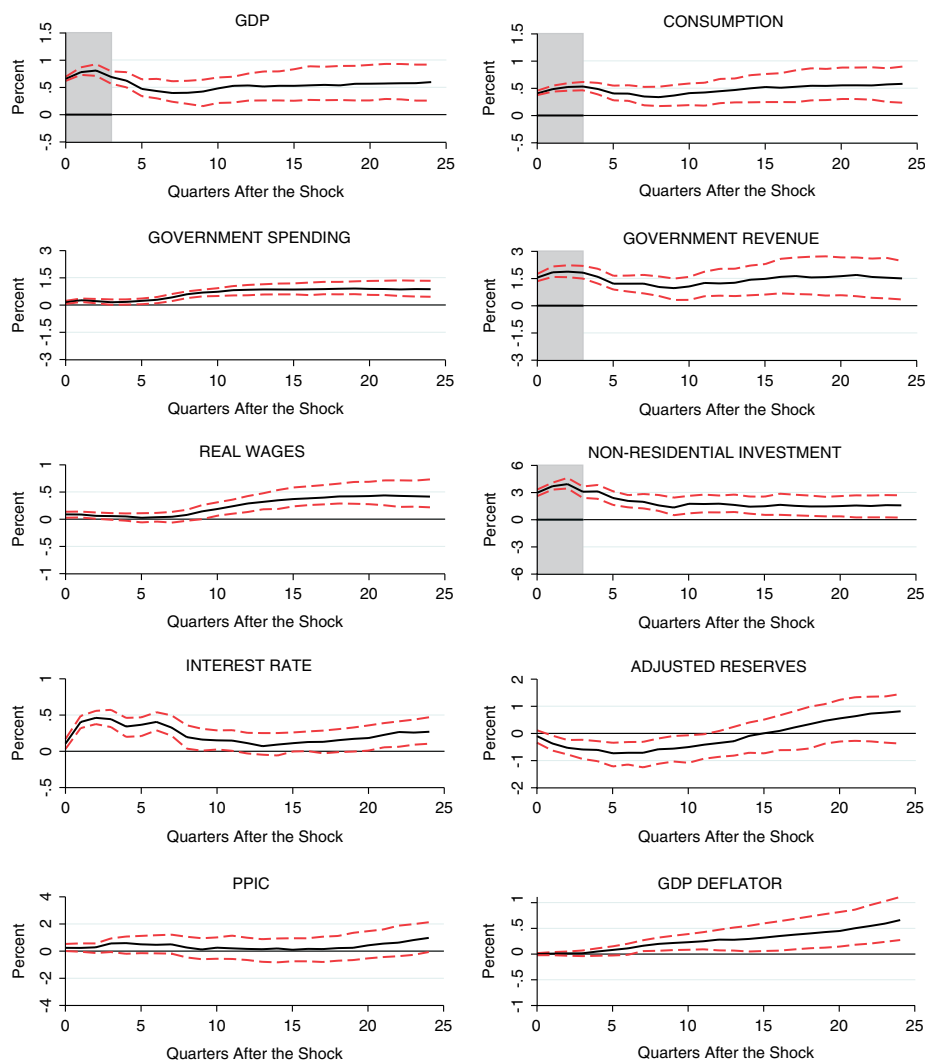 GDP
Percent
1.5
1
.5
0
-.5
0 5 10 15 20 25
Quarters After the Shock
CONSUMPTION
Percent
1.5
1
.5
0
-.5
0 5 10 15 20 25
Quarters After the Shock
GOVERNMENT SPENDING
Percent
3
1.5
0
-1.5
-3
0 5 10 15 20 25
Quarters After the Shock
GOVERNMENT REVENUE
Percent
3
1.5
0
-1.5
-3
0 5 10 15 20 25
Quarters After the Shock
REAL WAGES
Percent
1
.5
0
-.5
-1
0 5 10 15 20 25
Quarters After the Shock
NON-RESIDENTIAL INVESTMENT
Percent
6
3
0
-3
-6
0 5 10 15 20 25
Quarters After the Shock
INTEREST RATE
Percent
1
.5
0
-.5
0 5 10 15 20 25
Quarters After the Shock
ADJUSTED RESERVES
Percent
2
1
0
-1
-2
0 5 10 15 20 25
Quarters After the Shock
PPIC
Percent
4
2
0
-2
-4
0 5 10 15 20 25
Quarters After the Shock
GDP DEFLATOR
Percent
1
.5
0
-.5
-1
0 5 10 15 20 25
Quarters After the Shock